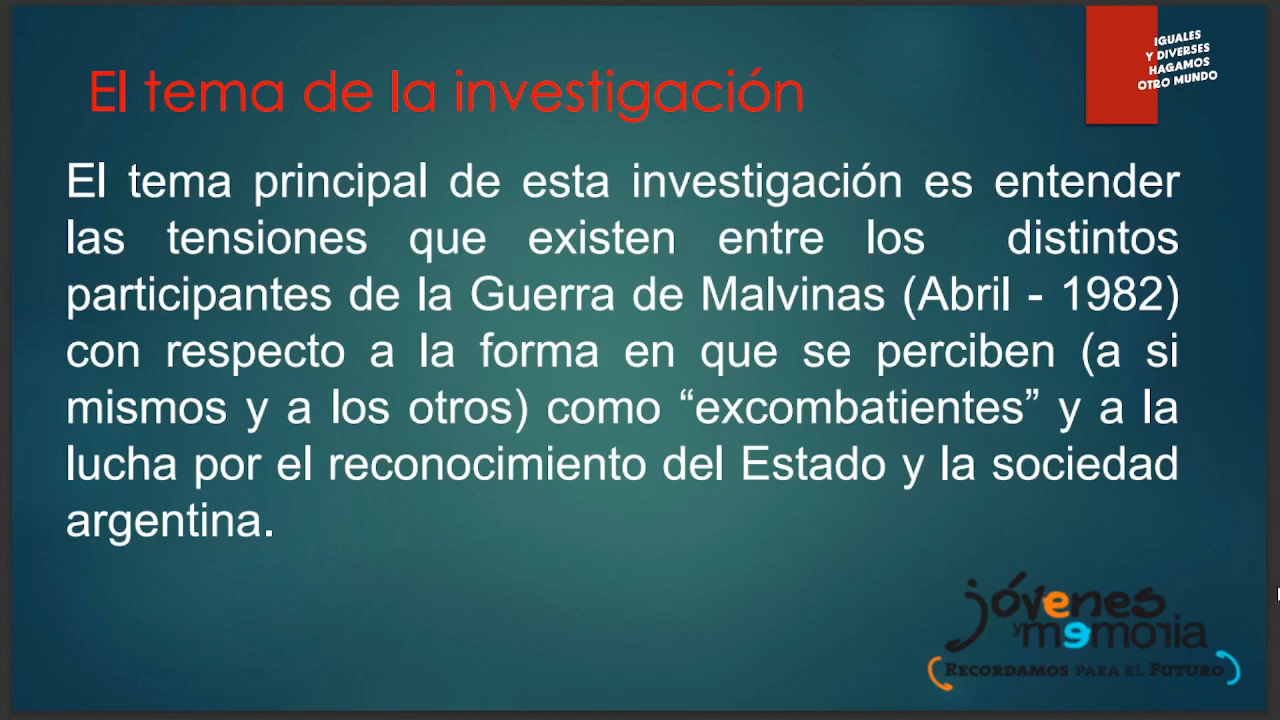 El tema de la investigación
IGUALES
Y DIVERSES
HAGAMOS
OTRO MUNDO
El tema principal de esta investigación es entender
las tensiones que existen entre los distintos
participantes de la Guerra de Malvinas (Abril - 1982)
con respecto a la forma en que se perciben (a si
mismos y a los otros) como “excombatientes” y a la
lucha por el reconocimiento del Estado y la sociedad
argentina.
jóvenes
y memoria
RECORDAMOS PARA EL FUTURO